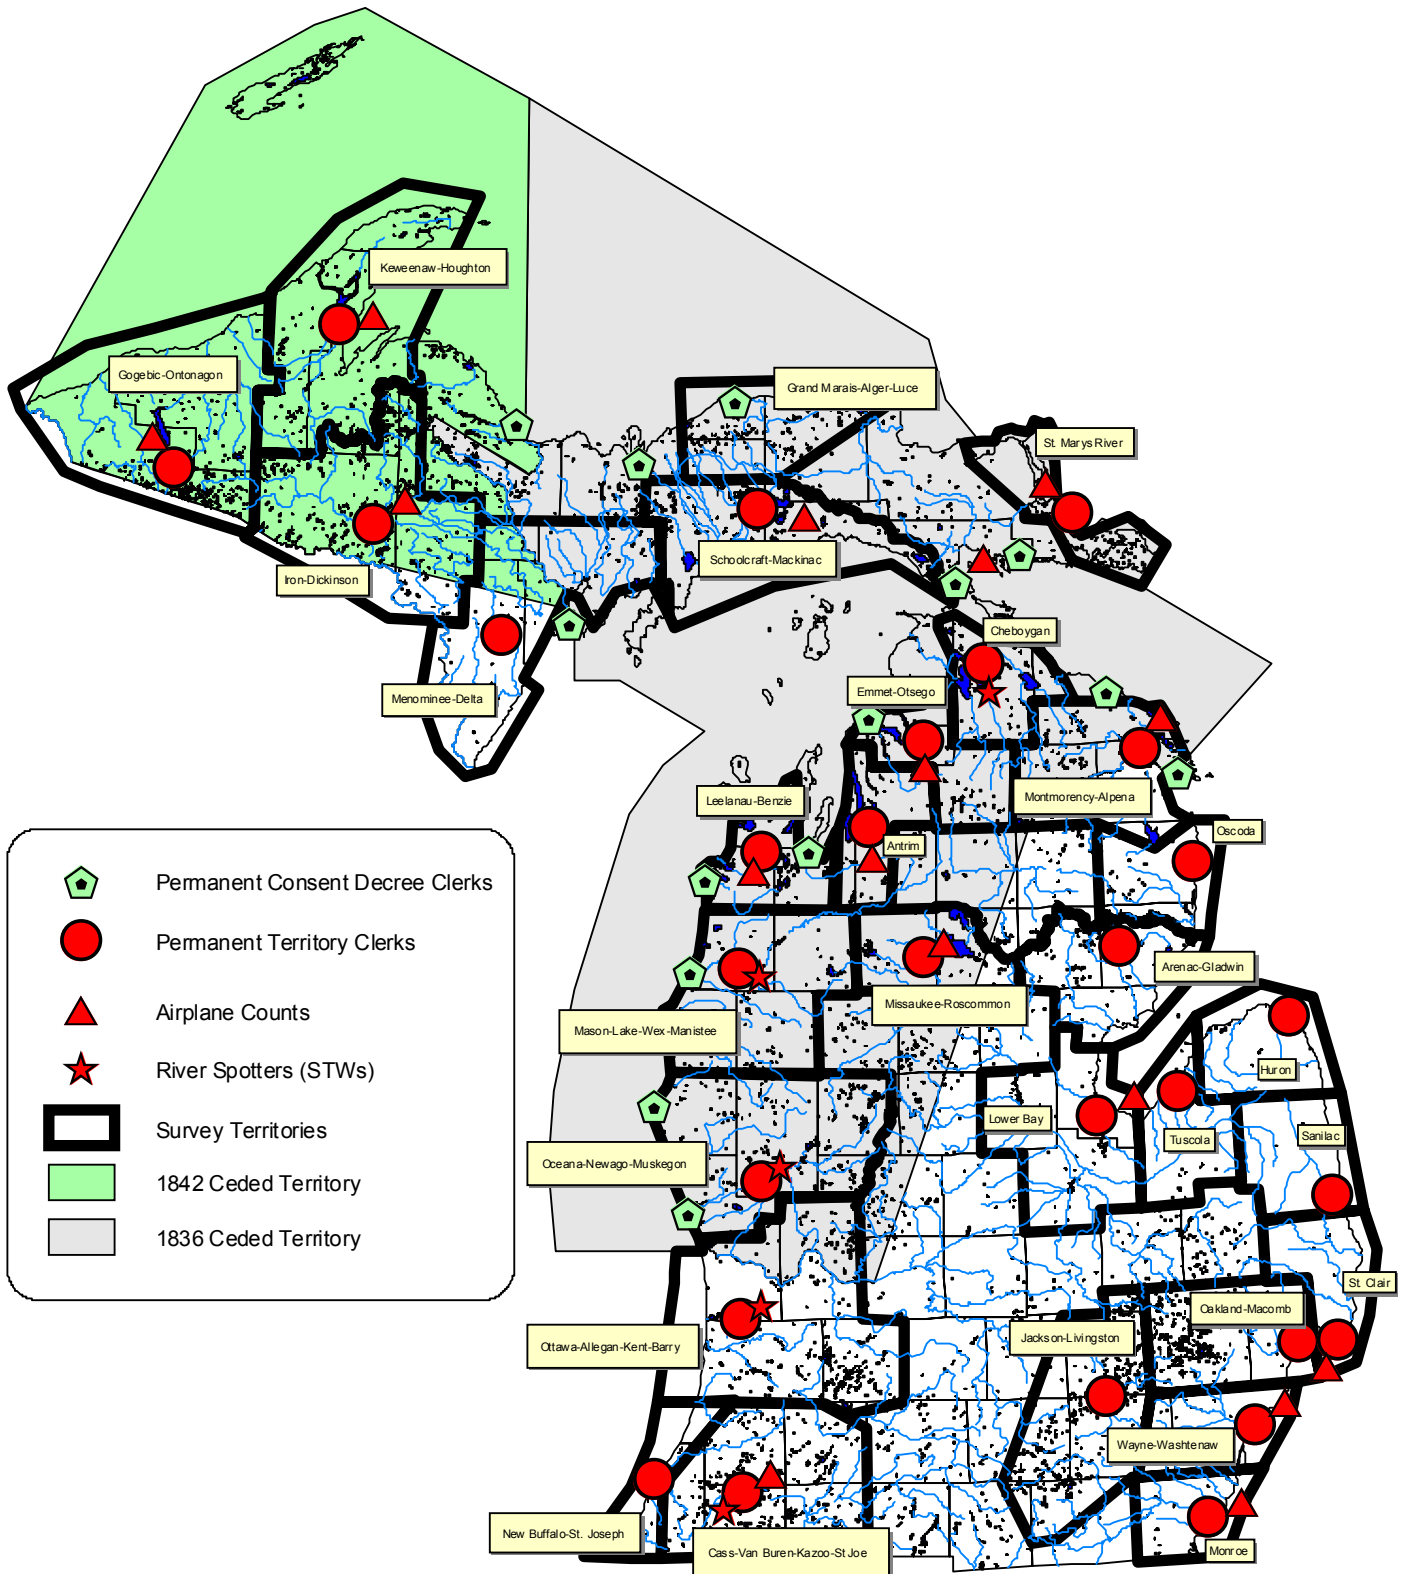 Keweenaw-Houghton
Gogebic-Ontonagon
Grand Marais-Alger-Luce
St. Marys River
Schoolcraft-Mackinac
Iron-Dickinson
Cheboygan
Menominee-Delta
Emmet-Otsego
Leelanau-Benzie
Montmorency-Alpena
Oscoda
Antrim
Permanent Consent Decree Clerks
Permanent Territory Clerks
Airplane Counts
River Spotters (STWs)
Survey Territories
1842 Ceded Territory
1836 Ceded Territory
Arenac-Gladwin
Missaukee-Roscommon
Mason-Lake-Wex-Manistee
Huron
Lower Bay
Tuscola
Sanilac
Oceana-Newago-Muskegon
St. Clair
Oakland-Macomb
Jackson-Livingston
Ottawa-Allegan-Kent-Barry
Wayne-Washtenaw
New Buffalo-St. Joseph
Cass-Van Buren-Kazoo-St Joe
Monroe